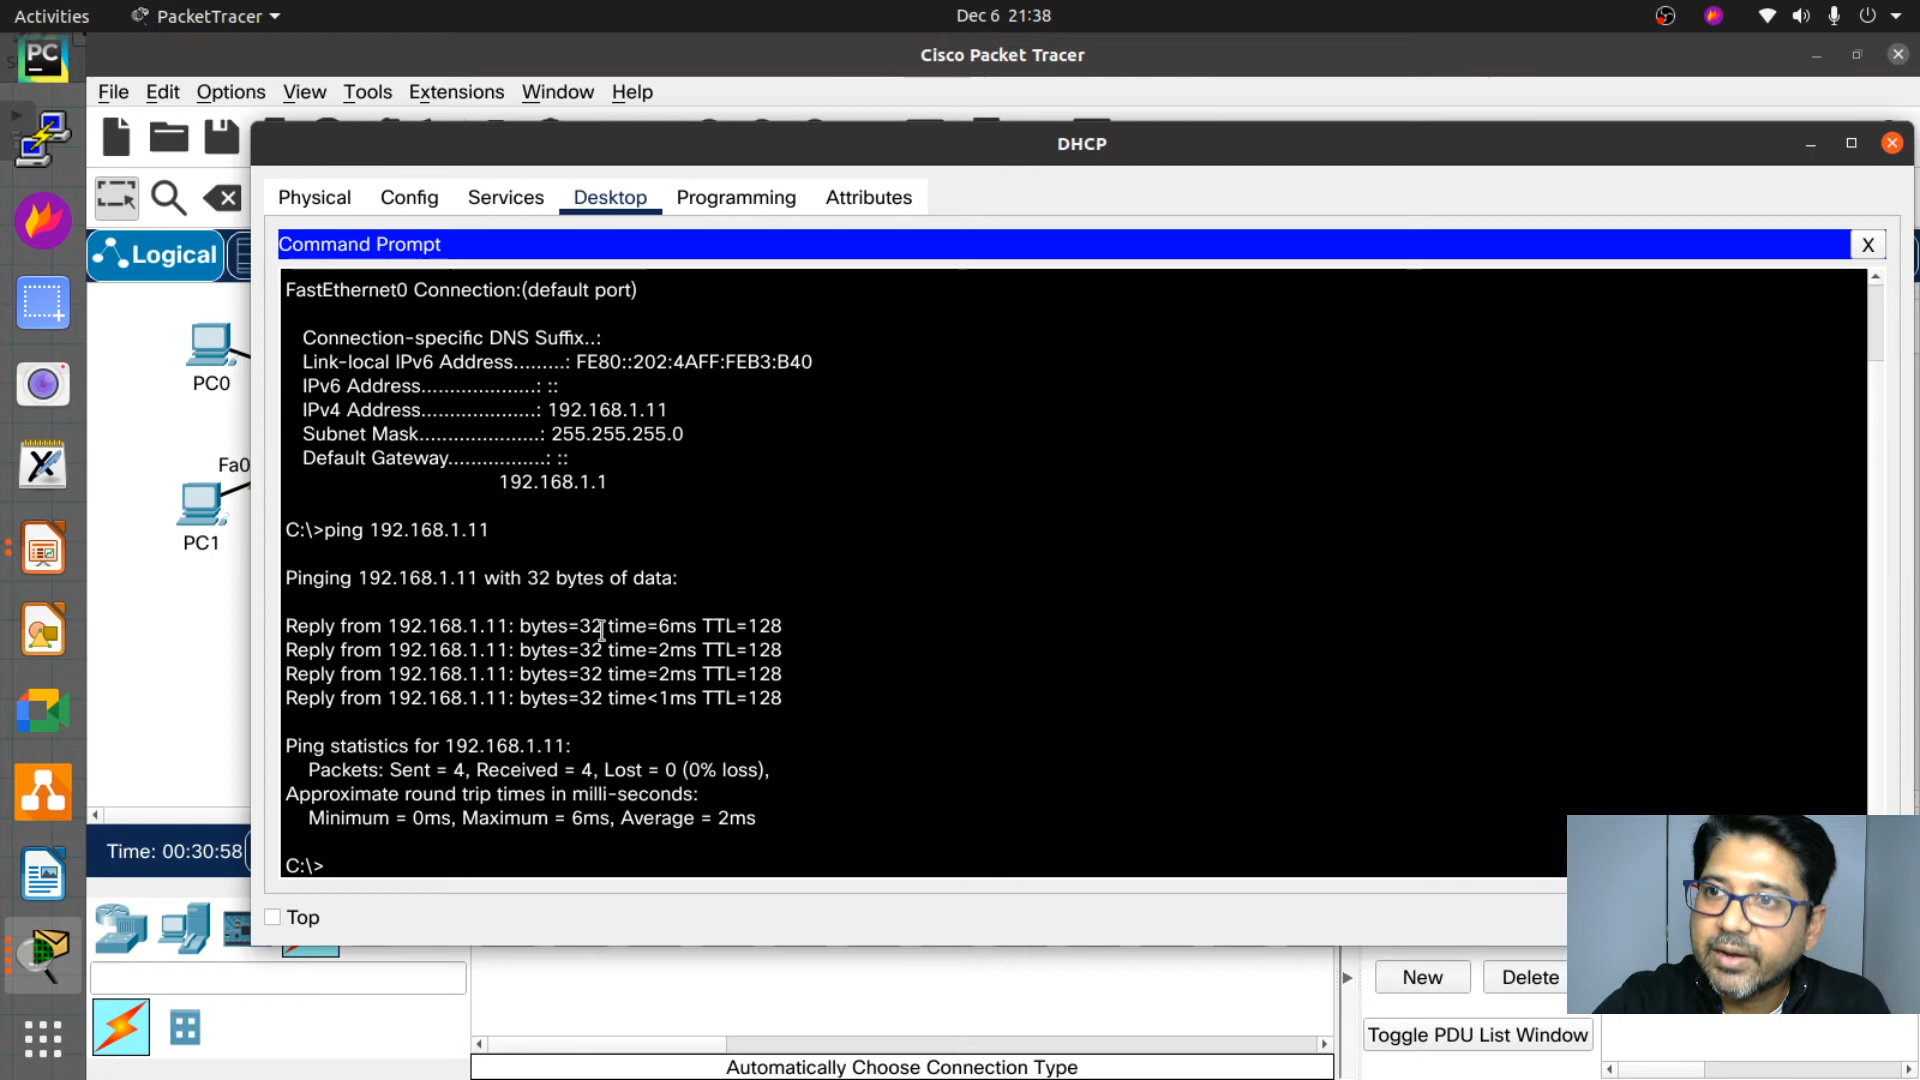 Activities
PacketTracer
Dec 6 21:38
Cisco Packet Tracer
PC
File Edit Options View Tools Extensions Window Help
DHCP
Physical Config Services Desktop Programming Attributes
Logical
Command Prompt
X
FastEthernet0 Connection:(default port)
Connection-specific DNS Suffix..:
Link-local IPv6 Address.........: FE80::202:4AFF:FEB3:B40
IPv6 Address....................: ::
IPv4 Address....................: 192.168.1.11
Subnet Mask.....................: 255.255.255.0
Default Gateway.................: ::
192.168.1.1
C:\>ping 192.168.1.11
Pinging 192.168.1.11 with 32 bytes of data:
Reply from 192.168.1.11: bytes=32 time=6ms TTL=128
Reply from 192.168.1.11: bytes=32 time=2ms TTL=128
Reply from 192.168.1.11: bytes=32 time=2ms TTL=128
Reply from 192.168.1.11: bytes=32 time<1ms TTL=128
Ping statistics for 192.168.1.11:
Packets: Sent = 4, Received = 4, Lost = 0 (0% loss),
Approximate round trip times in milli-seconds:
Minimum = 0ms, Maximum = 6ms, Average = 2ms
C:\>
PC0
Fa0
PC1
Time: 00:30:58
Top
New
Delete
Toggle PDU List Window
Automatically Choose Connection Type